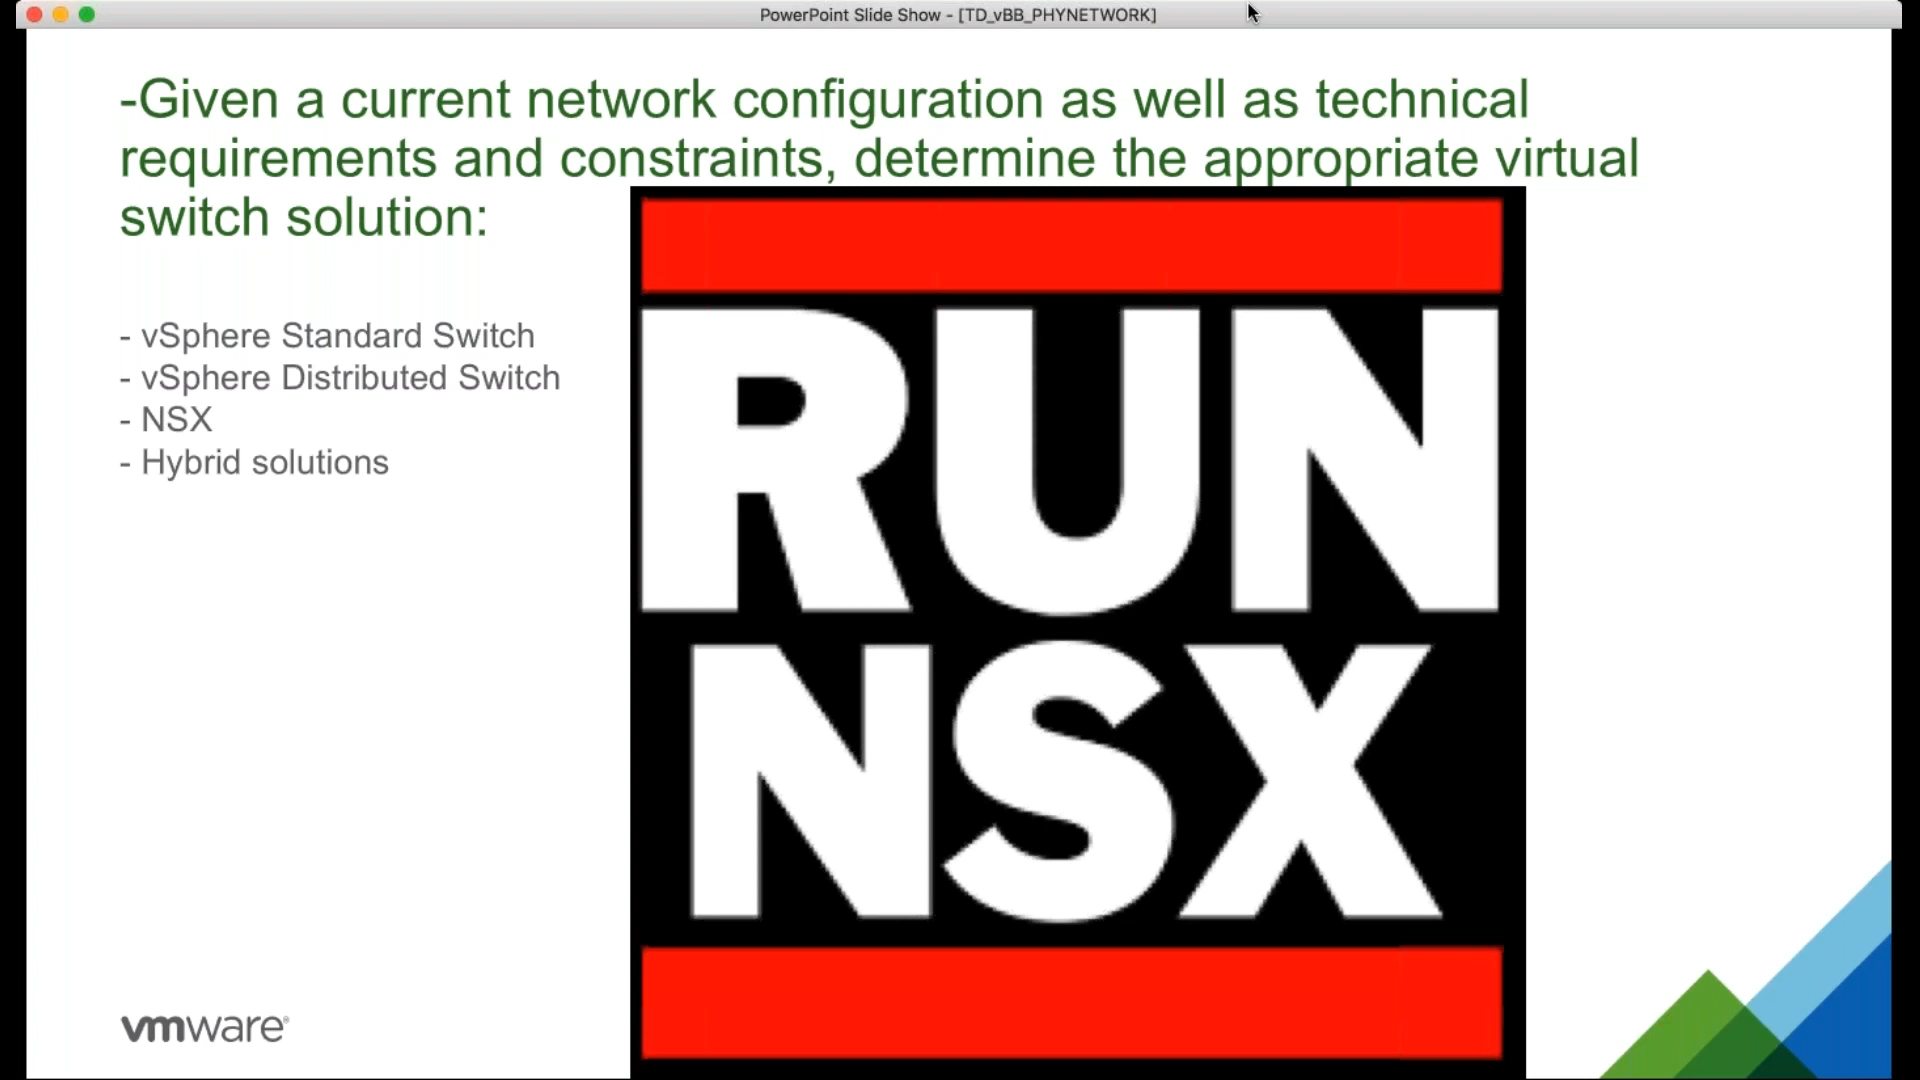 PowerPoint Slide Show - [TD_vBB_PHYNETWORK]
-Given a current network configuration as well as technical
requirements and constraints, determine the appropriate virtual
switch solution:
- vSphere Standard Switch
- vSphere Distributed Switch
- NSX
- Hybrid solutions
RUN
NSX
vmware®